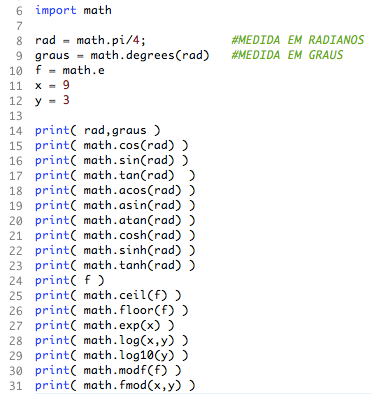 6 import math
7
8 rad = math.pi/4; #MEDIDA EM RADIANOS
9 graus = math.degrees(rad) #MEDIDA EM GRAUS
10 f = math.e
11 x = 9
12 y = 3
13
14 print( rad,graus )
15 print( math.cos(rad) )
16 print( math.sin(rad) )
17 print( math.tan(rad)  )
18 print( math.acos(rad) )
19 print( math.asin(rad) )
20 print( math.atan(rad) )
21 print( math.cosh(rad) )
22 print( math.sinh(rad) )
23 print( math.tanh(rad) )
24 print( f )
25 print( math.ceil(f) )
26 print( math.floor(f) )
27 print( math.exp(x) )
28 print( math.log(x,y) )
29 print( math.log10(y) )
30 print( math.modf(f) )
31 print( math.fmod(x,y) )